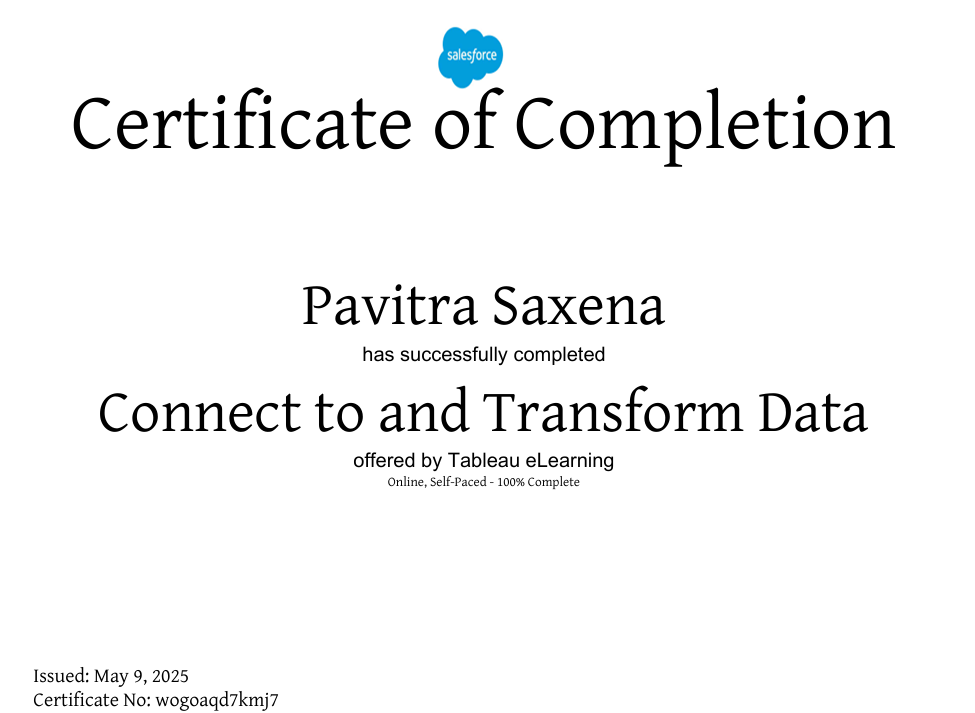 salesforce
Certificate of Completion
Pavitra Saxena
has successfully completed
Connect to and Transform Data
offered by Tableau eLearning
Online, Self-Paced - 100% Complete
Issued: May 9, 2025
Certificate No: wogoaqd7kmj7